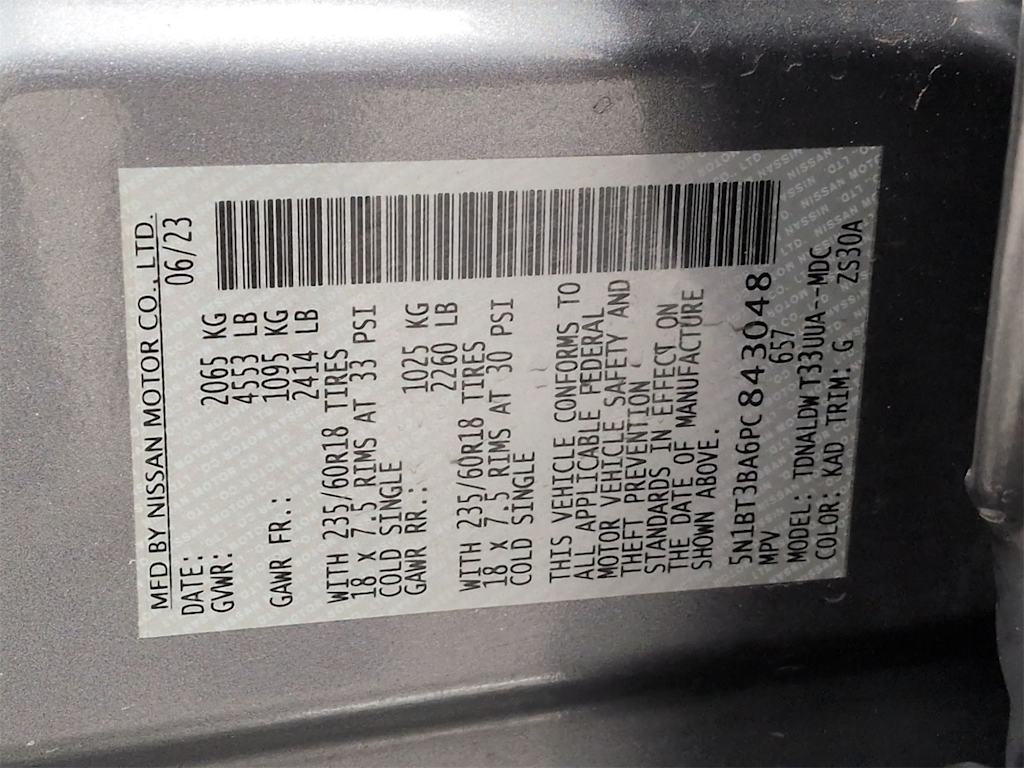 MFD BY NISSAN MOTOR CO., LTD.
DATE: 06/23
GVWR: 2065 KG
4553 LB
GAWR FR.: 1095 KG
2414 LB
WITH 235/60R18 TIRES
18 X 7.5 RIMS AT 33 PSI
COLD SINGLE
GAWR RR.: 1025 KG
2260 LB
WITH 235/60R18 TIRES
18 X 7.5 RIMS AT 30 PSI
COLD SINGLE
THIS VEHICLE CONFORMS TO
ALL APPLICABLE FEDERAL
MOTOR VEHICLE SAFETY AND
THEFT PREVENTION
STANDARDS IN EFFECT ON
THE DATE OF MANUFACTURE
SHOWN ABOVE.
5N1BT3BA6PC843048
MPV 657
MODEL: TDNALDWT33UUA--MDC
COLOR: KAD TRIM: G ZS30A